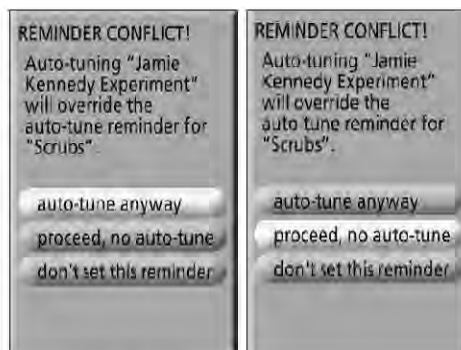 REMINDER CONFLICT!
Auto-tuning "Jamie
Kennedy Experiment"
will override the
auto-tune reminder for
"Scrubs".
auto-tune anyway
proceed, no auto-tune
don't set this reminder
REMINDER CONFLICT!
Auto-tuning "Jamie
Kennedy Experiment"
will override the
auto tune reminder for
"Scrubs".
auto-tune anyway
proceed, no auto-tune
don't set this reminder